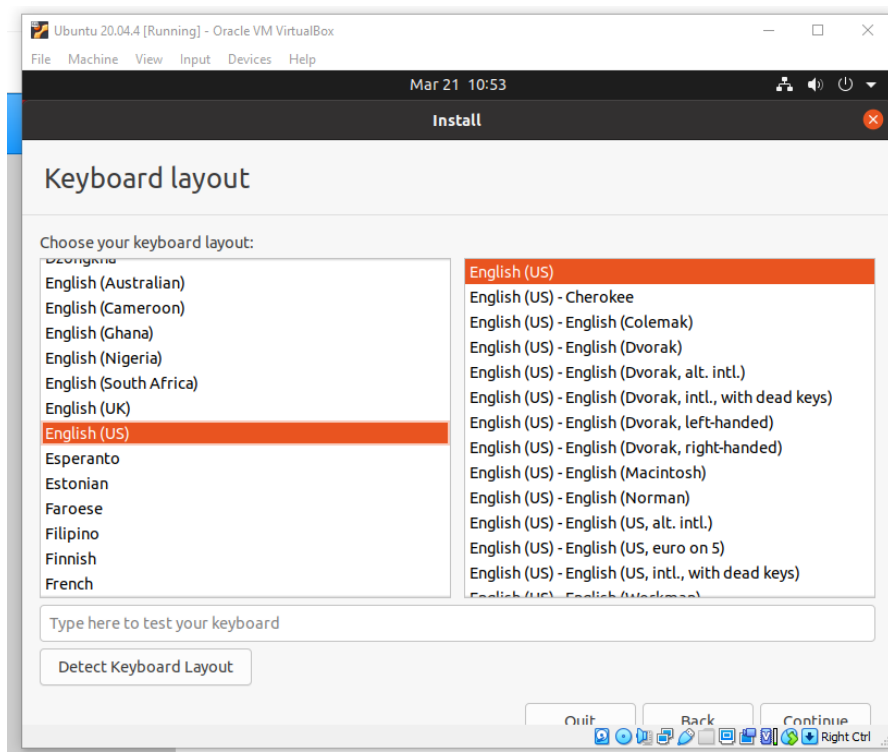 Ubuntu 20.04.4 [Running] - Oracle VM VirtualBox
File Machine View Input Devices Help
Mar 21 10:53
Install
Keyboard layout
Choose your keyboard layout:
Dzongkha
English (Australian)
English (Cameroon)
English (Ghana)
English (Nigeria)
English (South Africa)
English (UK)
English (US)
Esperanto
Estonian
Faroese
Filipino
Finnish
French
English (US)
English (US) - Cherokee
English (US) - English (Colemak)
English (US) - English (Dvorak)
English (US) - English (Dvorak, alt. intl.)
English (US) - English (Dvorak, intl., with dead keys)
English (US) - English (Dvorak, left-handed)
English (US) - English (Dvorak, right-handed)
English (US) - English (Macintosh)
English (US) - English (Norman)
English (US) - English (US, alt. intl.)
English (US) - English (US, euro on 5)
English (US) - English (US, intl., with dead keys)
English (US) - English (Workman)
Type here to test your keyboard
Detect Keyboard Layout
Quit Back Continue
Right Ctrl